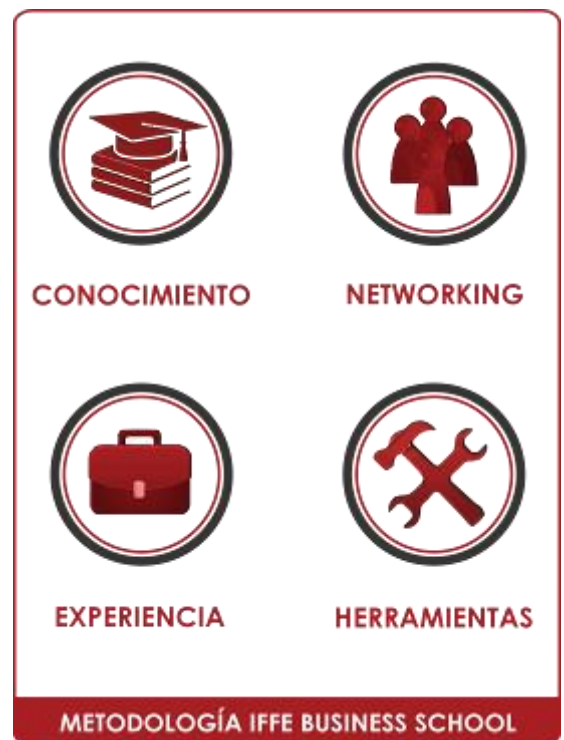 CONOCIMIENTO
NETWORKING
EXPERIENCIA
HERRAMIENTAS
METODOLOGÍA IFFE BUSINESS SCHOOL